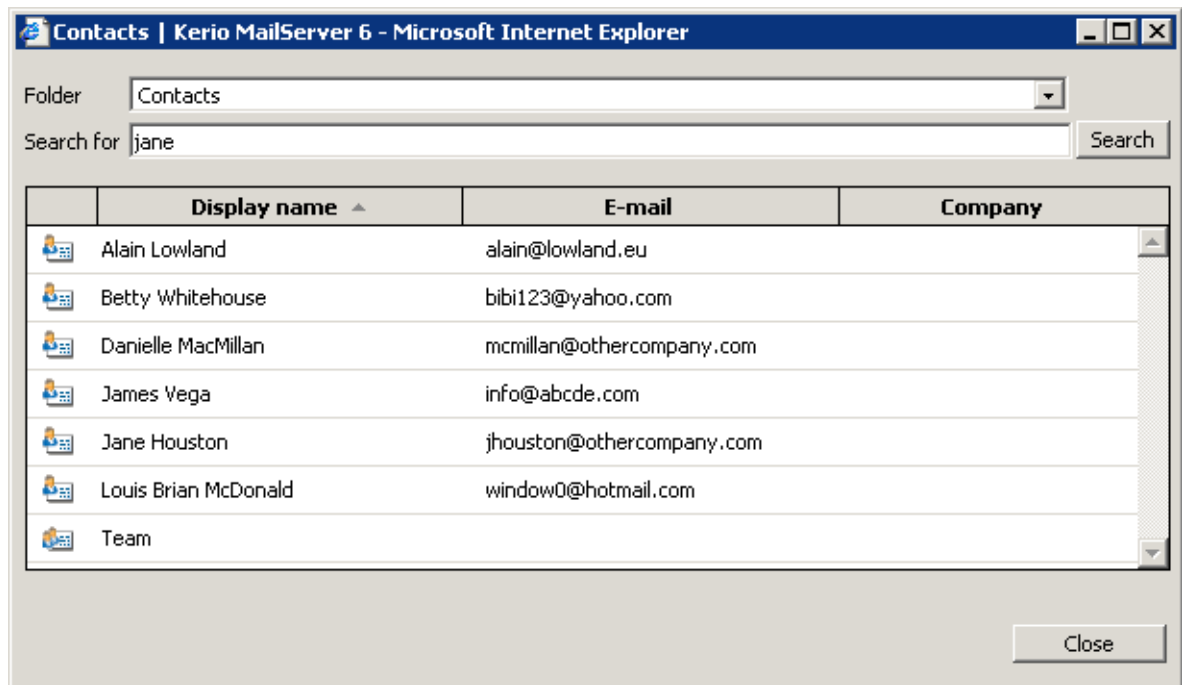 Contacts | Kerio MailServer 6 - Microsoft Internet Explorer
Folder Contacts
Search for jane Search
Display name E-mail Company
Alain Lowland alain@lowland.eu
Betty Whitehouse bibi123@yahoo.com
Danielle MacMillan mcmillan@othercompany.com
James Vega info@abcde.com
Jane Houston jhouston@othercompany.com
Louis Brian McDonald window0@hotmail.com
Team
Close